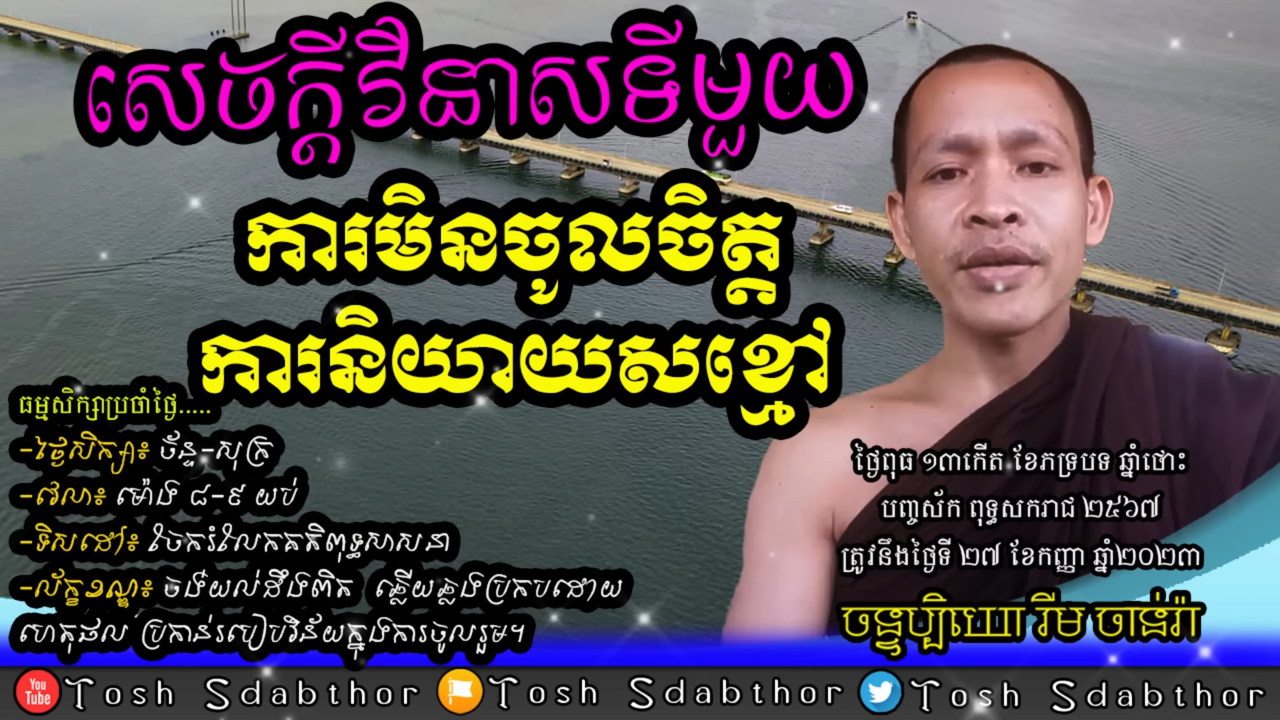 សេចក្តីវិនាសទីមួយ
ការមិនចូលចិត្ត
ការនិយាយសខ្មៅ
ធម្មសិក្សាប្រចាំថ្ងៃ.....
-ថ្ងៃសិក្សា៖ ច័ន្ទ-សុក្រ
-វេលា៖ ម៉ោង ៨-៩ យប់
-ទិសដៅ៖ ចែករំលែកគតិពុទ្ធសាសនា
-ល័ក្ខខណ្ឌ៖ ចង់យល់ដឹងពិត ឆ្លើយឆ្លងប្រកបដោយ
ហេតុផល ប្រកាន់របៀបវិន័យក្នុងការចូលរួម។
ថ្ងៃពុធ ១៣កើត ខែភទ្របទ ឆ្នាំថោះ
បញ្ចស័ក ពុទ្ធសករាជ ២៥៦៧
ត្រូវនឹងថ្ងៃទី ២៧ ខែកញ្ញា ឆ្នាំ២០២៣
ចន្ទប្បិយោ រីម ចាន់រ៉ា
You Tube Tosh Sdabthor Tosh Sdabthor Tosh Sdabthor